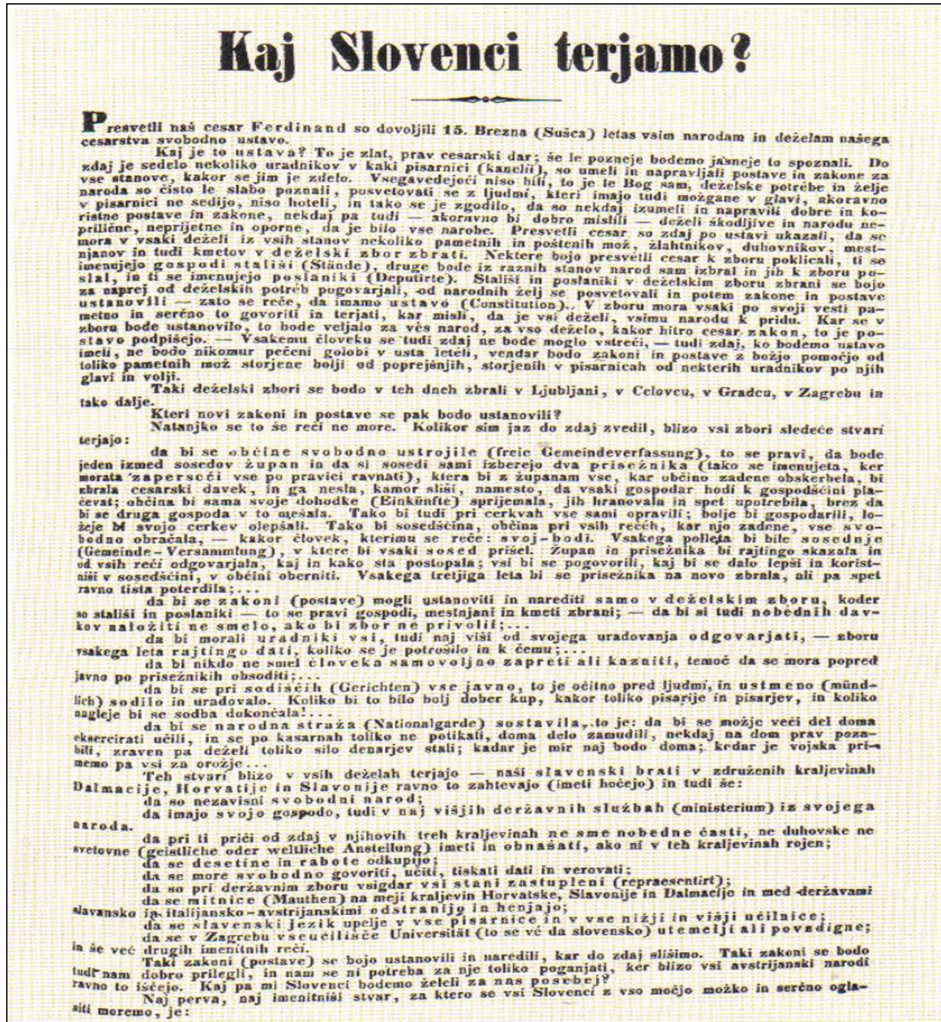 Kaj Slovenci terjamo?
Presvetli naš cesar Ferdinand so dovoljili 15. Brezna (Sušca) letas vsim narodam in deželam našega
cesarstva svobodno ustavo.
Kaj je to ustava? To je zlat, prav cesarski dar; še le pozneje bodemo jasneje to spoznali. Do
zdaj je sedelo nekoliko uradnikov v kaki pisarnici (kanclii), so umeli in napravljali postave in zakone za
vse stanove, kakor se jim je zdelo. Vsegavedejoči niso bili, to je le Bog sam, deželske potrebe in želje
naroda so čisto le slabo poznali, posvetovati se z ljudmi, kteri imajo tudi možgane v glavi, akoravno
v pisarnici ne sedijo, niso hoteli, in tako se je zgodilo, da so nekdaj izumeli in napravili dobre in ko-
ristne postave in zakone, nekdaj pa tudi — akoravno bi dobro mislili — deželi škodljive in narodu ne-
prilične, neprijetne in oporne, da je bilo vse narobe. Presvetli cesar so zdaj po ustavi ukazali, da se
mora v vsaki deželi iz vsih stanov nekoliko pametnih in poštenih mož, žlahtnikov, duhovnikov, mest-
njanov in tudi kmetov v deželski zbor zbrati. Nektere bojo presvetli cesar k zboru poklicali, ti se
imenujejo gospodi stališi (Stände), druge bode iz raznih stanov narod sam izbral in jih k zboru po-
slal, in ti se imenujejo poslaniki (Deputirte). Stališi in poslaniki v deželskim zboru zbrani se bojo
za naprej od deželskih potreb pogovarjali, od narodnih želj se posvetovali in potem zakone in postave
ustanovili — zato se reče, da imamo ustavo (Constitution). V zboru mora vsaki po svoji vesti pa-
metno in serčno to govoriti in terjati, kar misli, da je vsi deželi, vsimu narodu k pridu. Kar se v
zboru bode ustanovilo, to bode veljalo za vès narod, za vso deželo, kakor hitro cesar zakon, to je po-
stavo podpišejo. — Vsakemu človeku se tudi zdaj ne bode moglo vstreči, — tudi zdaj, ko bodemo ustavo
imeli, ne bodo nikomur pečeni golobi v usta letéli, vendar bodo zakoni in postave z božjo pomočjo od
toliko pametnih mož storjene bolji od poprejšnjih, storjenih v pisarnicah od nekterih uradnikov po njih
glavi in volji.
Taki deželski zbori se bodo v teh dneh zbrali v Ljubljani, v Celovcu, v Gradcu, v Zagrebu in
tako dalje.
Kteri novi zakoni in postave se pak bodo ustanovili?
Natanjko se to še reči ne more. Kolikor sim jaz do zdaj zvedil, blizo vsi zbori sledeče stvari
terjajo:
da bi se občine svobodno ustrojile (freie Gemeindeverfassung), to se pravi, da bode
jeden izmed sosedov župan in da si sosedi sami izberejo dva prisežnika (tako se imenujeta, ker
morata zaperseči vse po pravici ravnati), ktera bi z županam vse, kar občino zadene obskerbela, bi
zbrala cesarski davek, in ga nesla, kamor sliši, namesto, da vsaki gospodar hodi k gospodšini pla-
čevat; občina bi sama svoje dohodke (Einkünfte) sprijemala, jih hranovala in spet upotrebila, brez da
bi se druga gospoda v to mešala. Tako bi tudi pri cerkvah vse sami opravili; bolje bi gospodarili, lo-
žeje bi svojo cerkev olepšali. Tako bi sosedščina, občina pri vsih rečéh, kar njo zadene, vse svo-
bodno obračala, — kakor človek, kterimu se reče: svoj-bodi. Vsakega polleta bi bile sosednje
(Gemeinde-Versammlung), v ktere bi vsaki sosed prišel. Župan in prisežnika bi rajtingo skazala in
od vsih reči odgovarjala, kaj in kako sta postopala; vsi bi se pogovorili, kaj bi se dalo lepši in korist-
niši v sosedščini, v občini oberniti. Vsakega tretjiga leta bi se prisežnika na novo zbrala, ali pa spet
ravno tista poterdila;...
da bi se zakoni (postave) mogli ustanoviti in narediti samo v deželskim zboru, koder
so stališi in poslaniki — to se pravi gospodi, mestnjani in kmeti zbrani; — da bi si tudi nobednih dav-
kov naložiti ne smelo, ako bi zbor ne privolil;...
da bi morali uradniki vsi, tudi naj viši od svojega uradovanja odgovarjati, — zboru
vsakega leta rajtingo dati, koliko se je potrošilo in k čemu;...
da bi nikdo ne smel človeka samovoljno zapreti ali kazniti, temoč da se mora popred
javno po prisežnikih obsoditi;...
da bi se pri sodiščih (Gerichten) vse javno, to je očitno pred ljudmi, in ustmeno (münd-
lich) sodilo in uradovalo. Koliko bi to bilo bolj dober kup, kakor toliko pisarije in pisarjev, in koliko
nagleje bi se sodba dokončala!...
da bi se narodna straža (Nationalgarde) sostavila, to je: da bi se možje veči del doma
eksercirati učili, in se po kasarnah toliko ne potikali, doma delo zamudili, nekdaj na dom prav poza-
bili, zraven pa deželi toliko silo denarjev stali; kadar je mir naj bodo doma; kedar je vojska pri-
memo pa vsi za orožje...
Teh stvari blizo v vsih deželah terjajo — naši slavenski brati v združenih kraljevinah
Dalmacije, Horvatije in Slavonije ravno to zahtevajo (imeti hočejo) in tudi še:
da so nezavisni svobodni narod;
da imajo svojo gospodo, tudi v naj višjih deržavnih službah (ministerium) iz svojega
naroda.
da pri ti priči od zdaj v njihovih treh kraljevinah ne sme nobedne časti, ne duhovske ne
svetovne (geistliche oder weltliche Anstellung) imeti in obnašati, ako ni v teh kraljevinah rojen;
da se desetine in rabote odkupijo;
da se more svobodno govoriti, učiti, tiskati dati in verovati;
da so pri deržavnim zboru vsigdar vsi stani zastupleni (repraesentirt);
da se mitnice (Mauthen) na meji kraljevin Horvatske, Slavonije in Dalmacije in med deržavami
slavansko in italijansko-avstrijanskimi odstranijo in henjajo;
da se slavenski jezik upelje v vse pisarnice in v vse nižji in višji učilnice;
da se v Zagrebu vseučilišče Universität (to se vé da slovensko) utemelji ali povzdigne;
in še več drugih imenitnih reči.
Taki zakoni (postave) se bojo ustanovili in naredili, kar do zdaj slišim. Taki zakoni se bodo
tudi nam dobro prilegli, in nam se ni potreba za nje toliko poganjati, ker blizo vsi avstrijanski narodi
ravno to iščejo. Kaj pa mi Slovenci bodemo želeli za nas posebej?
Naj perva, naj imenitniši stvar, za ktero se vsi Slovenci z vso močjo možko in serčno ogla-
siti moremo, je: